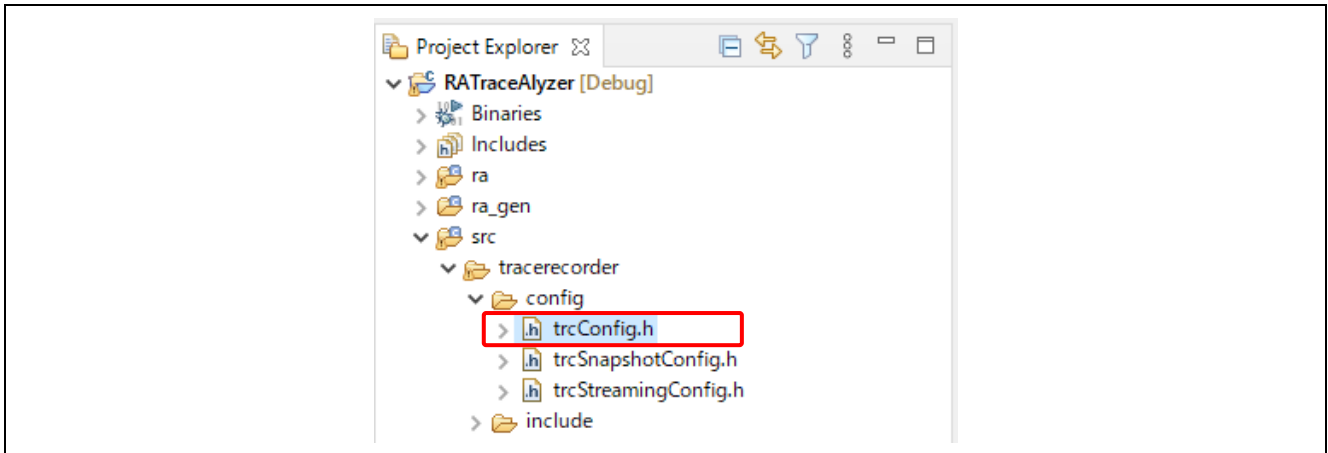 Project Explorer
RATraceAlyzer [Debug]
Binaries
Includes
ra
ra_gen
src
tracerecorder
config
.h trcConfig.h
.h trcSnapshotConfig.h
.h trcStreamingConfig.h
include